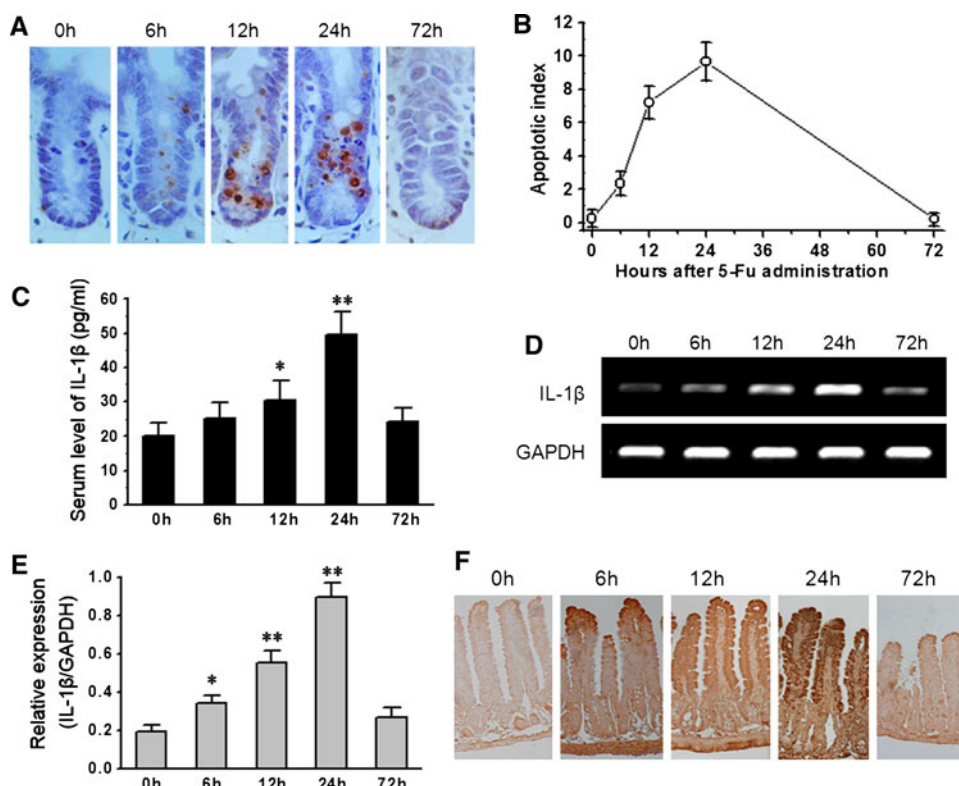 A
0h 6h 12h 24h 72h
B
Apoptotic index
12
10
8
6
4
2
0
0 12 24 36 48 60 72
Hours after 5-Fu administration
C
Serum level of IL-1β (pg/ml)
60
50
40
30
20
10
0
*
**
0h 6h 12h 24h 72h
D
0h 6h 12h 24h 72h
IL-1β
GAPDH
E
Relative expression
(IL-1β/GAPDH)
1.0
0.8
0.6
0.4
0.2
0.0
*
**
**
0h 6h 12h 24h 72h
F
0h 6h 12h 24h 72h